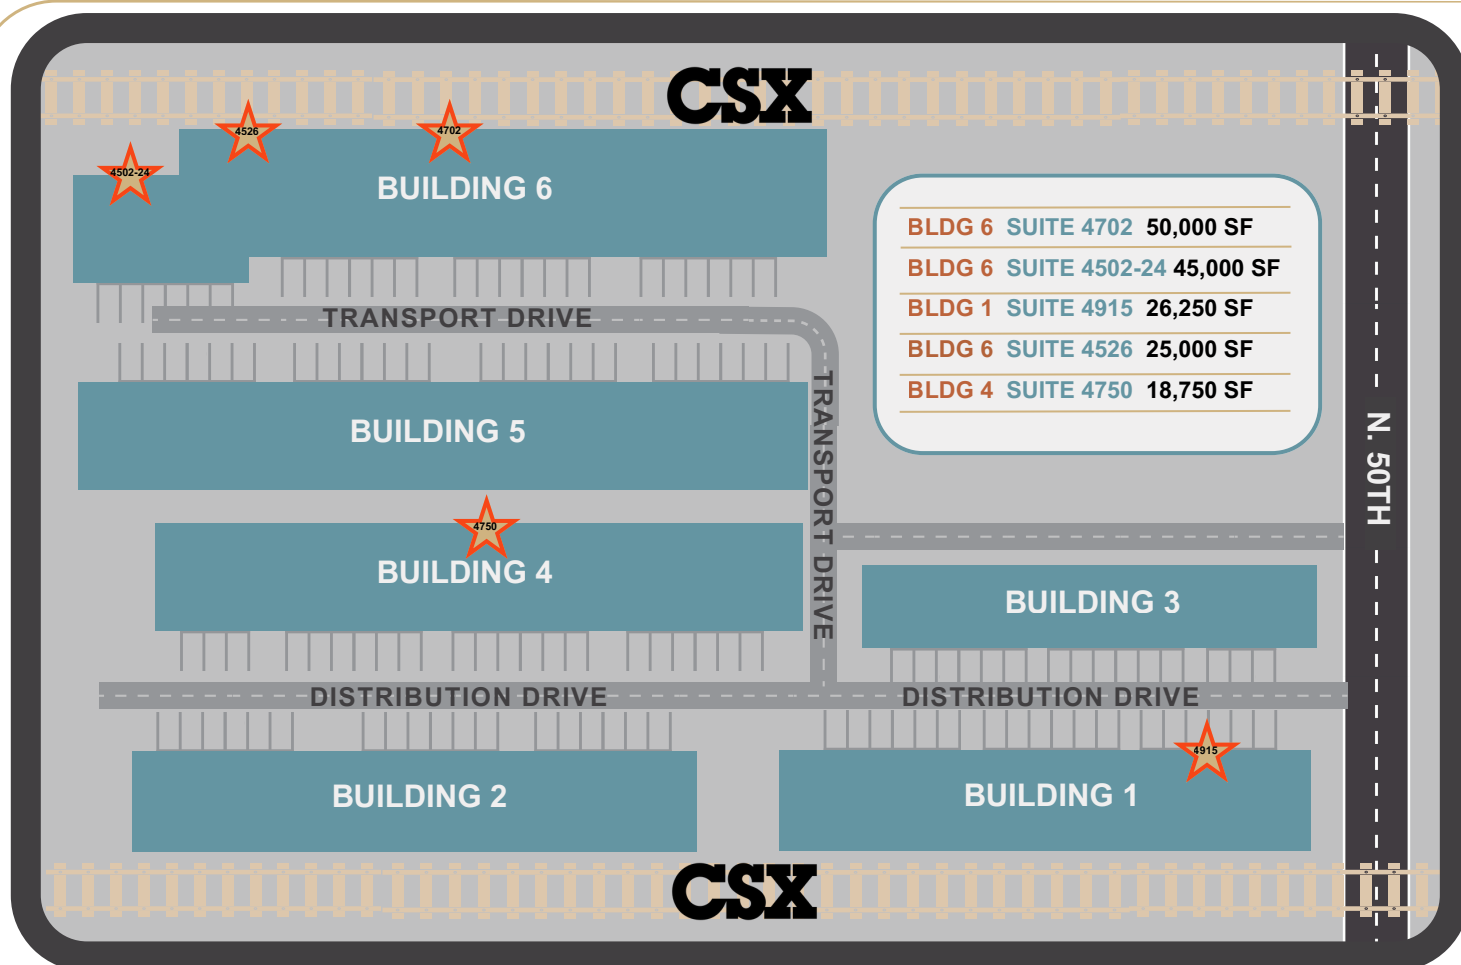 CSX
4526
4702
4502-24
BUILDING 6
BLDG 6 SUITE 4702 50,000 SF
BLDG 6 SUITE 4502-24 45,000 SF
BLDG 1 SUITE 4915 26,250 SF
BLDG 6 SUITE 4526 25,000 SF
BLDG 4 SUITE 4750 18,750 SF
TRANSPORT DRIVE
TRANSPORT DRIVE
N. 50TH
BUILDING 5
4750
BUILDING 4
BUILDING 3
DISTRIBUTION DRIVE
DISTRIBUTION DRIVE
4915
BUILDING 2
BUILDING 1
CSX